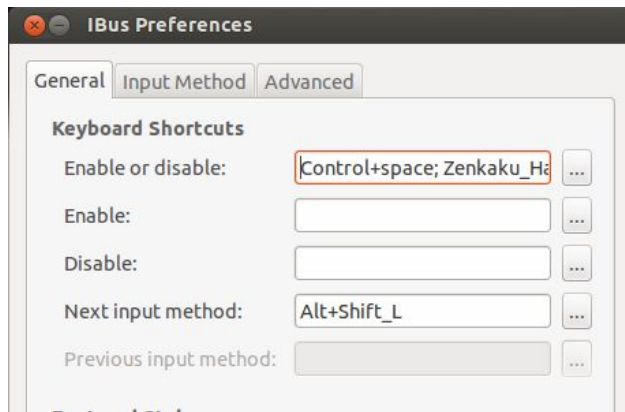 IBus Preferences
General Input Method Advanced
Keyboard Shortcuts
Enable or disable: Control+space; Zenkaku_Ha ...
Enable: ...
Disable: ...
Next input method: Alt+Shift_L ...
Previous input method: ...